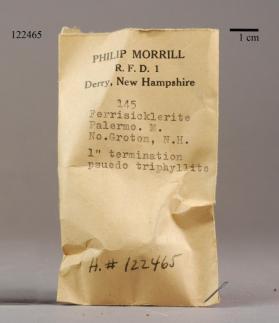 122465
1 cm
PHILIP MORRILL
R. F. D. 1
Derry, New Hampshire
145
Ferrisicklerite
Palermo. M.
No.Groton, N.H.
1" termination
psuedo triphyllite
H.# 122465